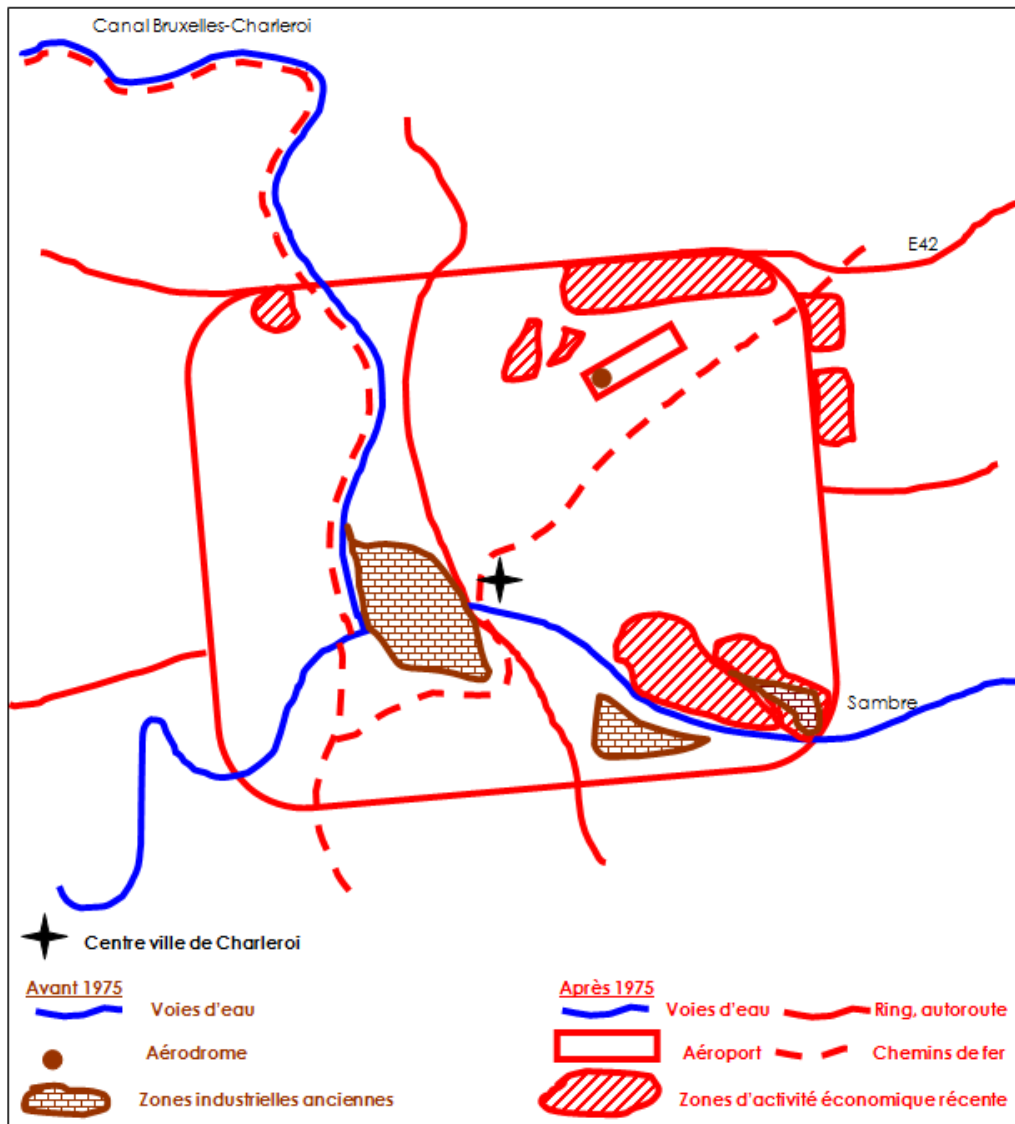 Canal Bruxelles-Charleroi
E42
Sambre
Centre ville de Charleroi
Avant 1975
Voies d'eau
Aérodrome
Zones industrielles anciennes
Après 1975
Voies d'eau
Ring, autoroute
Aéroport
Chemins de fer
Zones d'activité économique récente